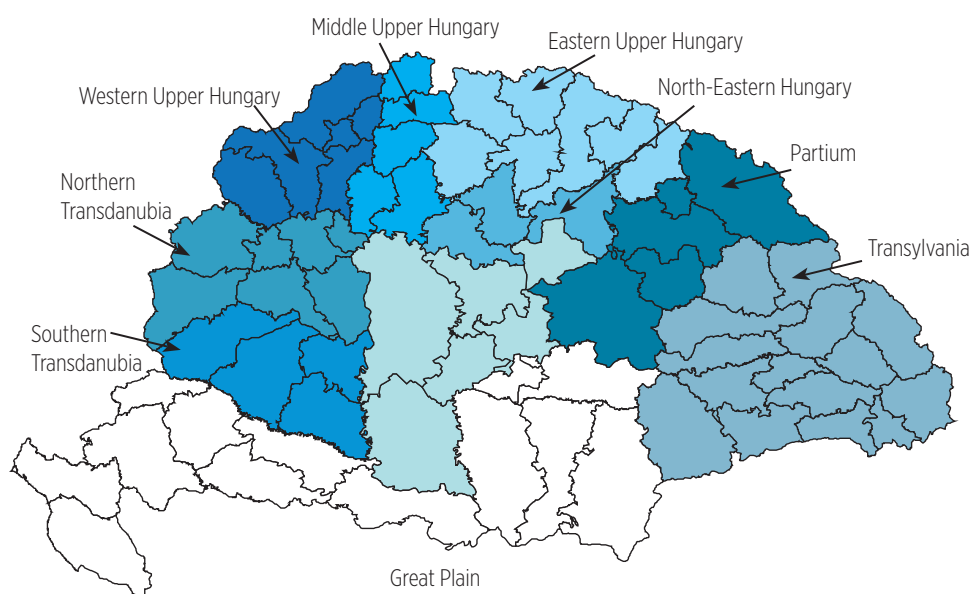 Middle Upper Hungary
Eastern Upper Hungary
North-Eastern Hungary
Western Upper Hungary
Partium
Northern
Transdanubia
Transylvania
Southern
Transdanubia
Great Plain